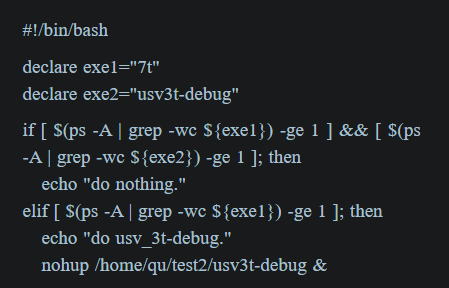 #!/bin/bash
declare exe1="7t"
declare exe2="usv3t-debug"
if [ $(ps -A | grep -wc ${exe1}) -ge 1 ] && [ $(ps
-A | grep -wc ${exe2}) -ge 1 ]; then
echo "do nothing."
elif [ $(ps -A | grep -wc ${exe1}) -ge 1 ]; then
echo "do usv_3t-debug."
nohup /home/qu/test2/usv3t-debug &